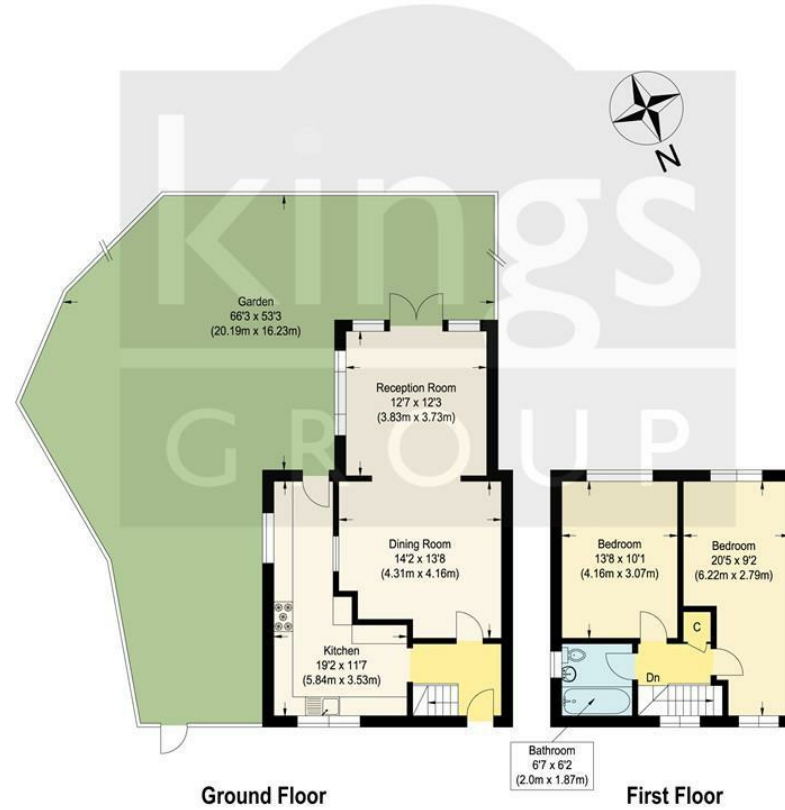 kings
GROUP
N
Garden
66'3 x 53'3
(20.19m x 16.23m)
Reception Room
12'7 x 12'3
(3.83m x 3.73m)
Dining Room
14'2 x 13'8
(4.31m x 4.16m)
Kitchen
19'2 x 11'7
(5.84m x 3.53m)
Ground Floor
Bedroom
13'8 x 10'1
(4.16m x 3.07m)
Bedroom
20'5 x 9'2
(6.22m x 2.79m)
C
Dn
Bathroom
6'7 x 6'2
(2.0m x 1.87m)
First Floor